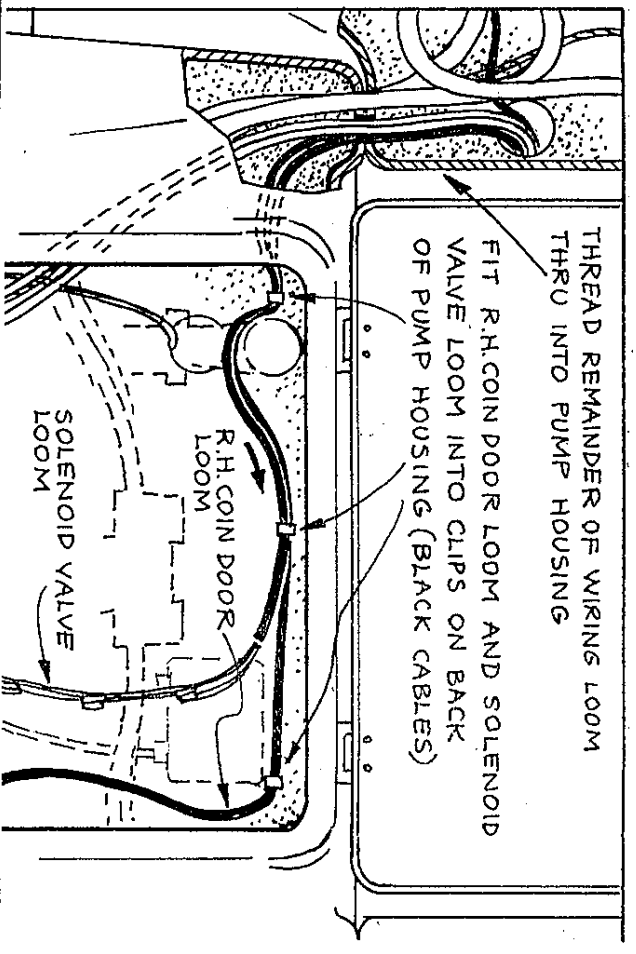 THREAD REMAINDER OF WIRING LOOM
THRU INTO PUMP HOUSING
FIT R.H. COIN DOOR LOOM AND SOLENOID
VALVE LOOM INTO CLIPS ON BACK
OF PUMP HOUSING (BLACK CABLES)
R.H. COIN DOOR
LOOM
SOLENOID VALVE
LOOM